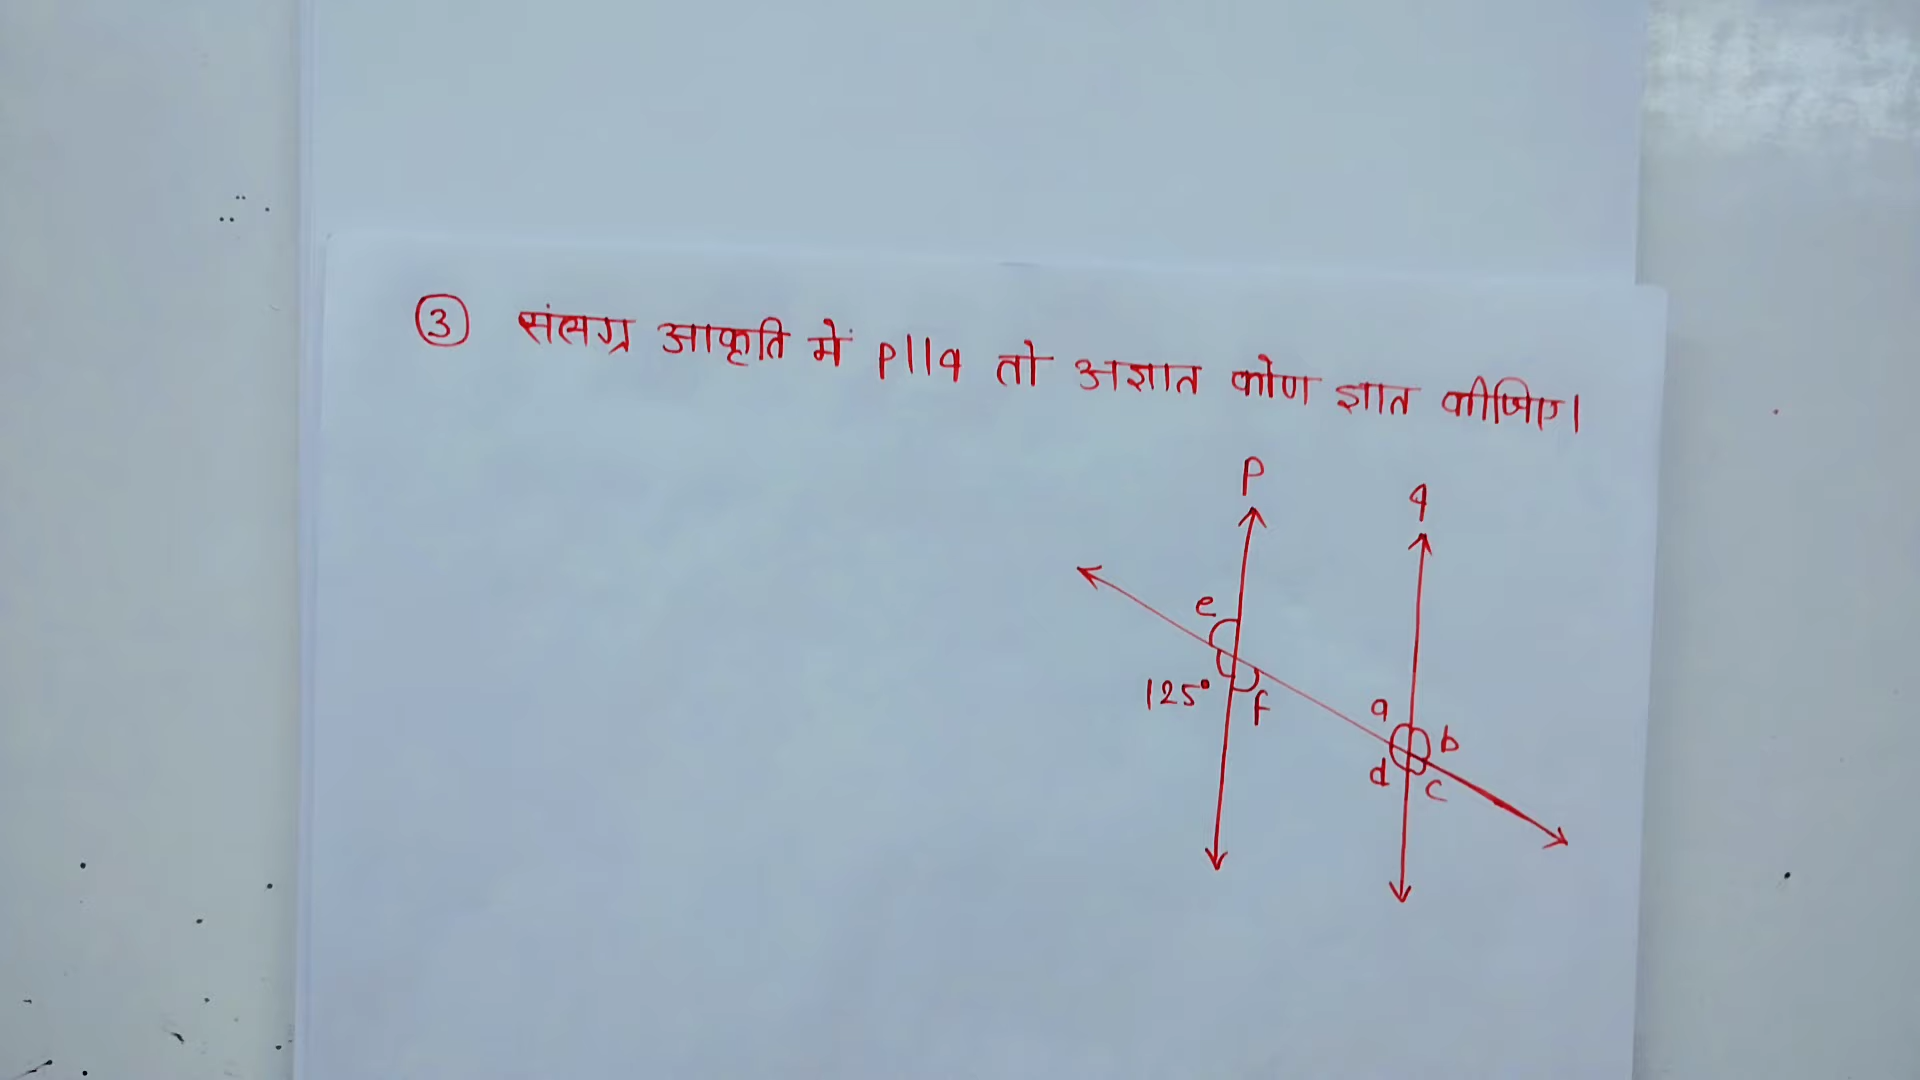 ③ संलग्न आकृति में p||q तो अज्ञात कोण ज्ञात कीजिए।
P
q
e
125°
f
a
b
d
c